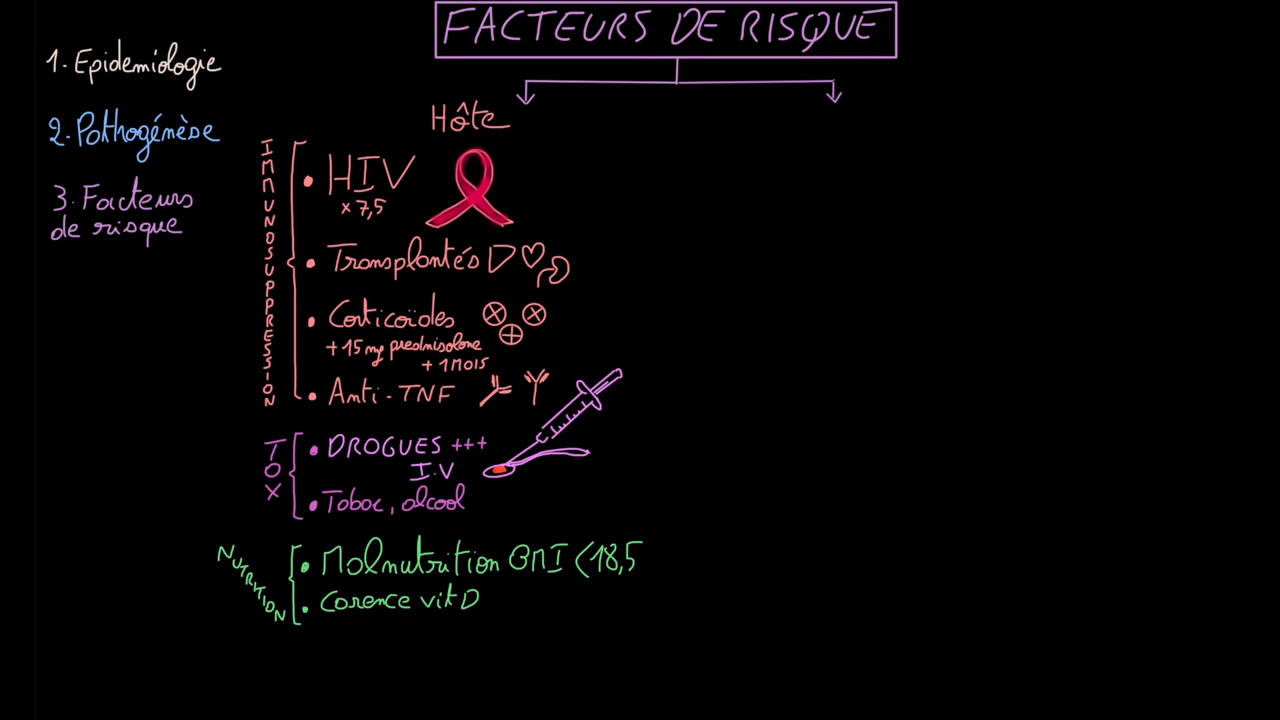 FACTEURS DE RISQUE
1. Epidemiologie
2. Pathogénèse
3. Facteurs
de risque
Hôte
IMMUNOSUPPRESSION
• HIV
x 7,5
• Transplantés
• Corticoïdes
+ 15 mg prednisolone
+ 1 MOIS
• Anti-TNF
TOX
• DROGUES +++
I.V
• Tabac, alcool
NUTRITION
• Malnutrition BMI <18,5
• Carence vit D